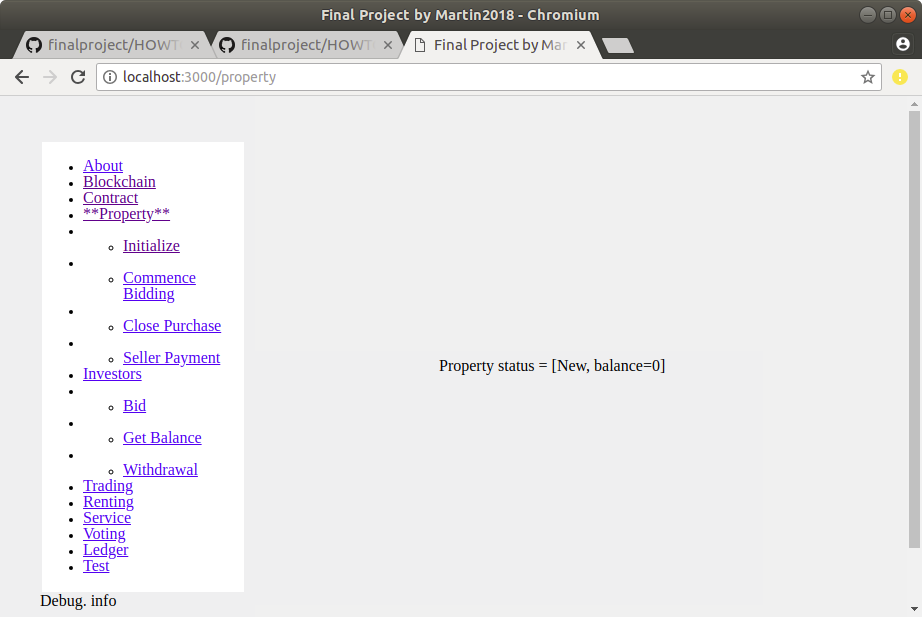 Final Project by Martin2018 - Chromium
finalproject/HOWT
finalproject/HOWT
Final Project by Mar
localhost:3000/property
About
Blockchain
Contract
**Property**
Initialize
Commence
Bidding
Close Purchase
Seller Payment
Investors
Bid
Get Balance
Withdrawal
Trading
Renting
Service
Voting
Ledger
Test
Property status = [New, balance=0]
Debug. info